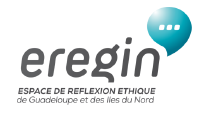 eregin
ESPACE DE REFLEXION ETHIQUE
de Guadeloupe et des Iles du Nord